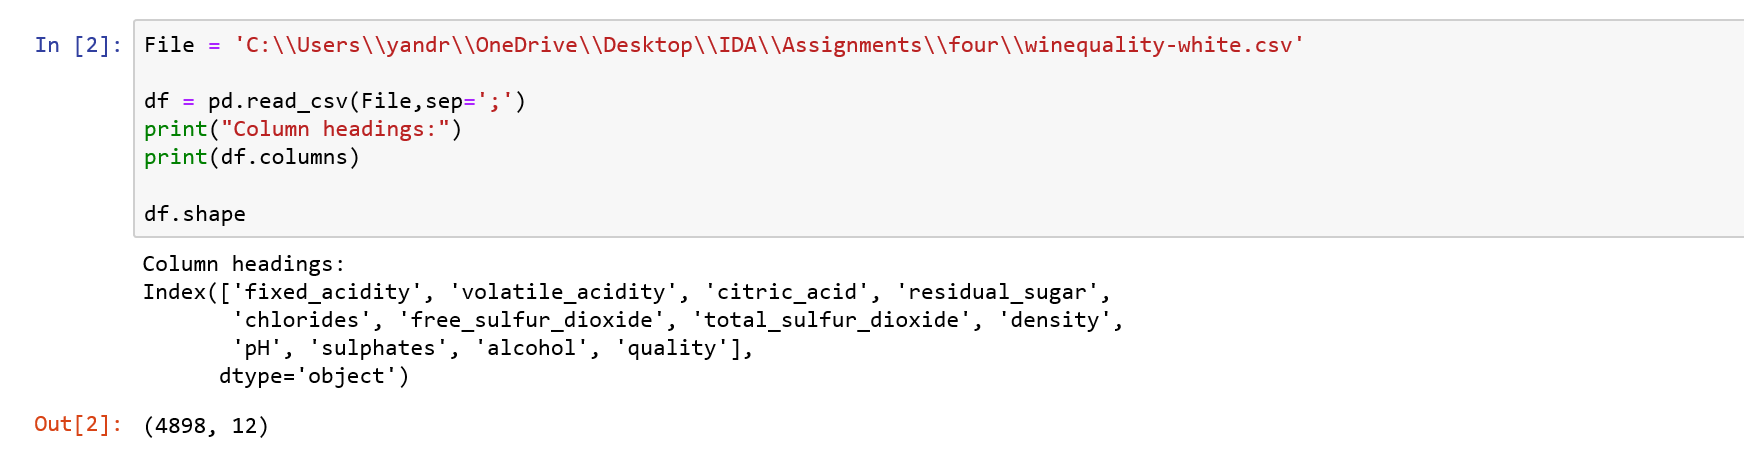 In [2]: File = 'C:\\Users\\yandr\\OneDrive\\Desktop\\IDA\\Assignments\\four\\winequality-white.csv'
df = pd.read_csv(File,sep=';')
print("Column headings:")
print(df.columns)
df.shape
Column headings:
Index(['fixed_acidity', 'volatile_acidity', 'citric_acid', 'residual_sugar',
'chlorides', 'free_sulfur_dioxide', 'total_sulfur_dioxide', 'density',
'pH', 'sulphates', 'alcohol', 'quality'],
dtype='object')
Out[2]: (4898, 12)